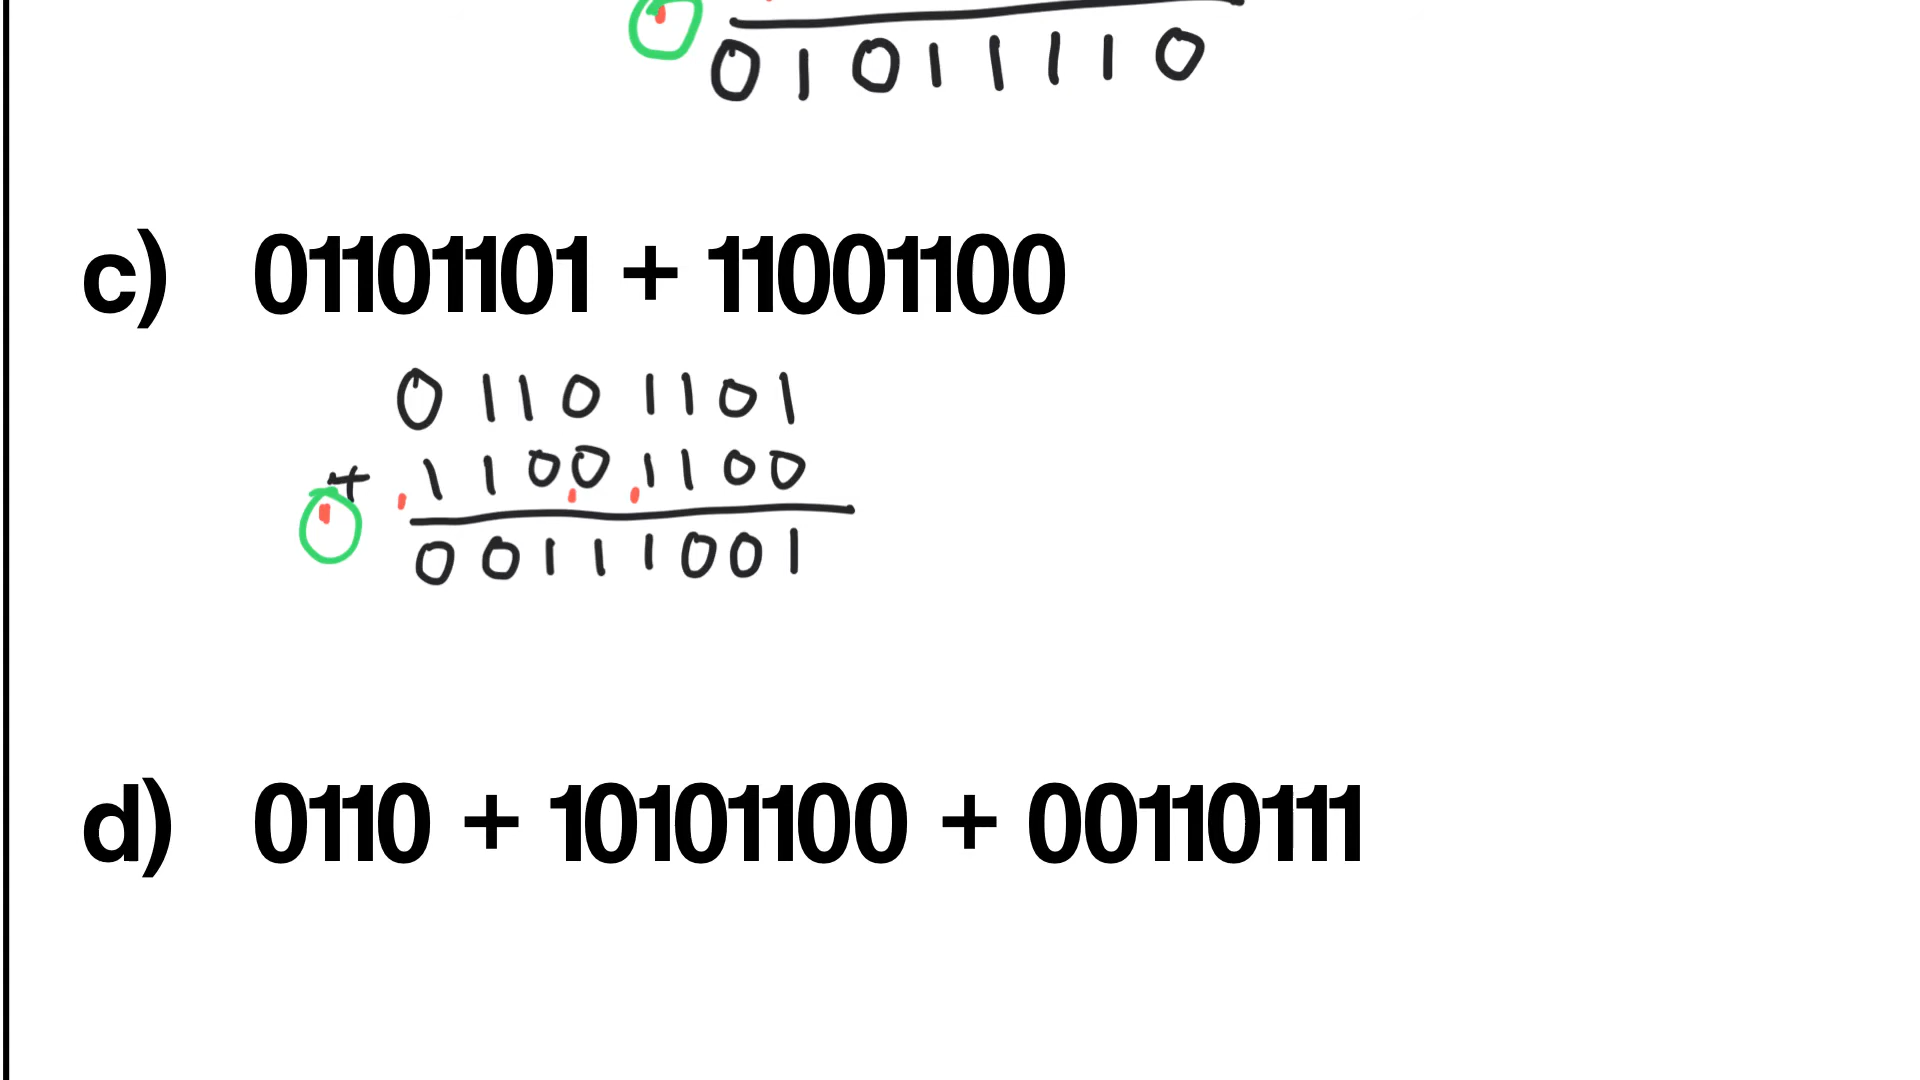 01011110
c) 01101101 + 11001100
01101101
+ 11001100
00111001
d) 0110 + 10101100 + 00110111